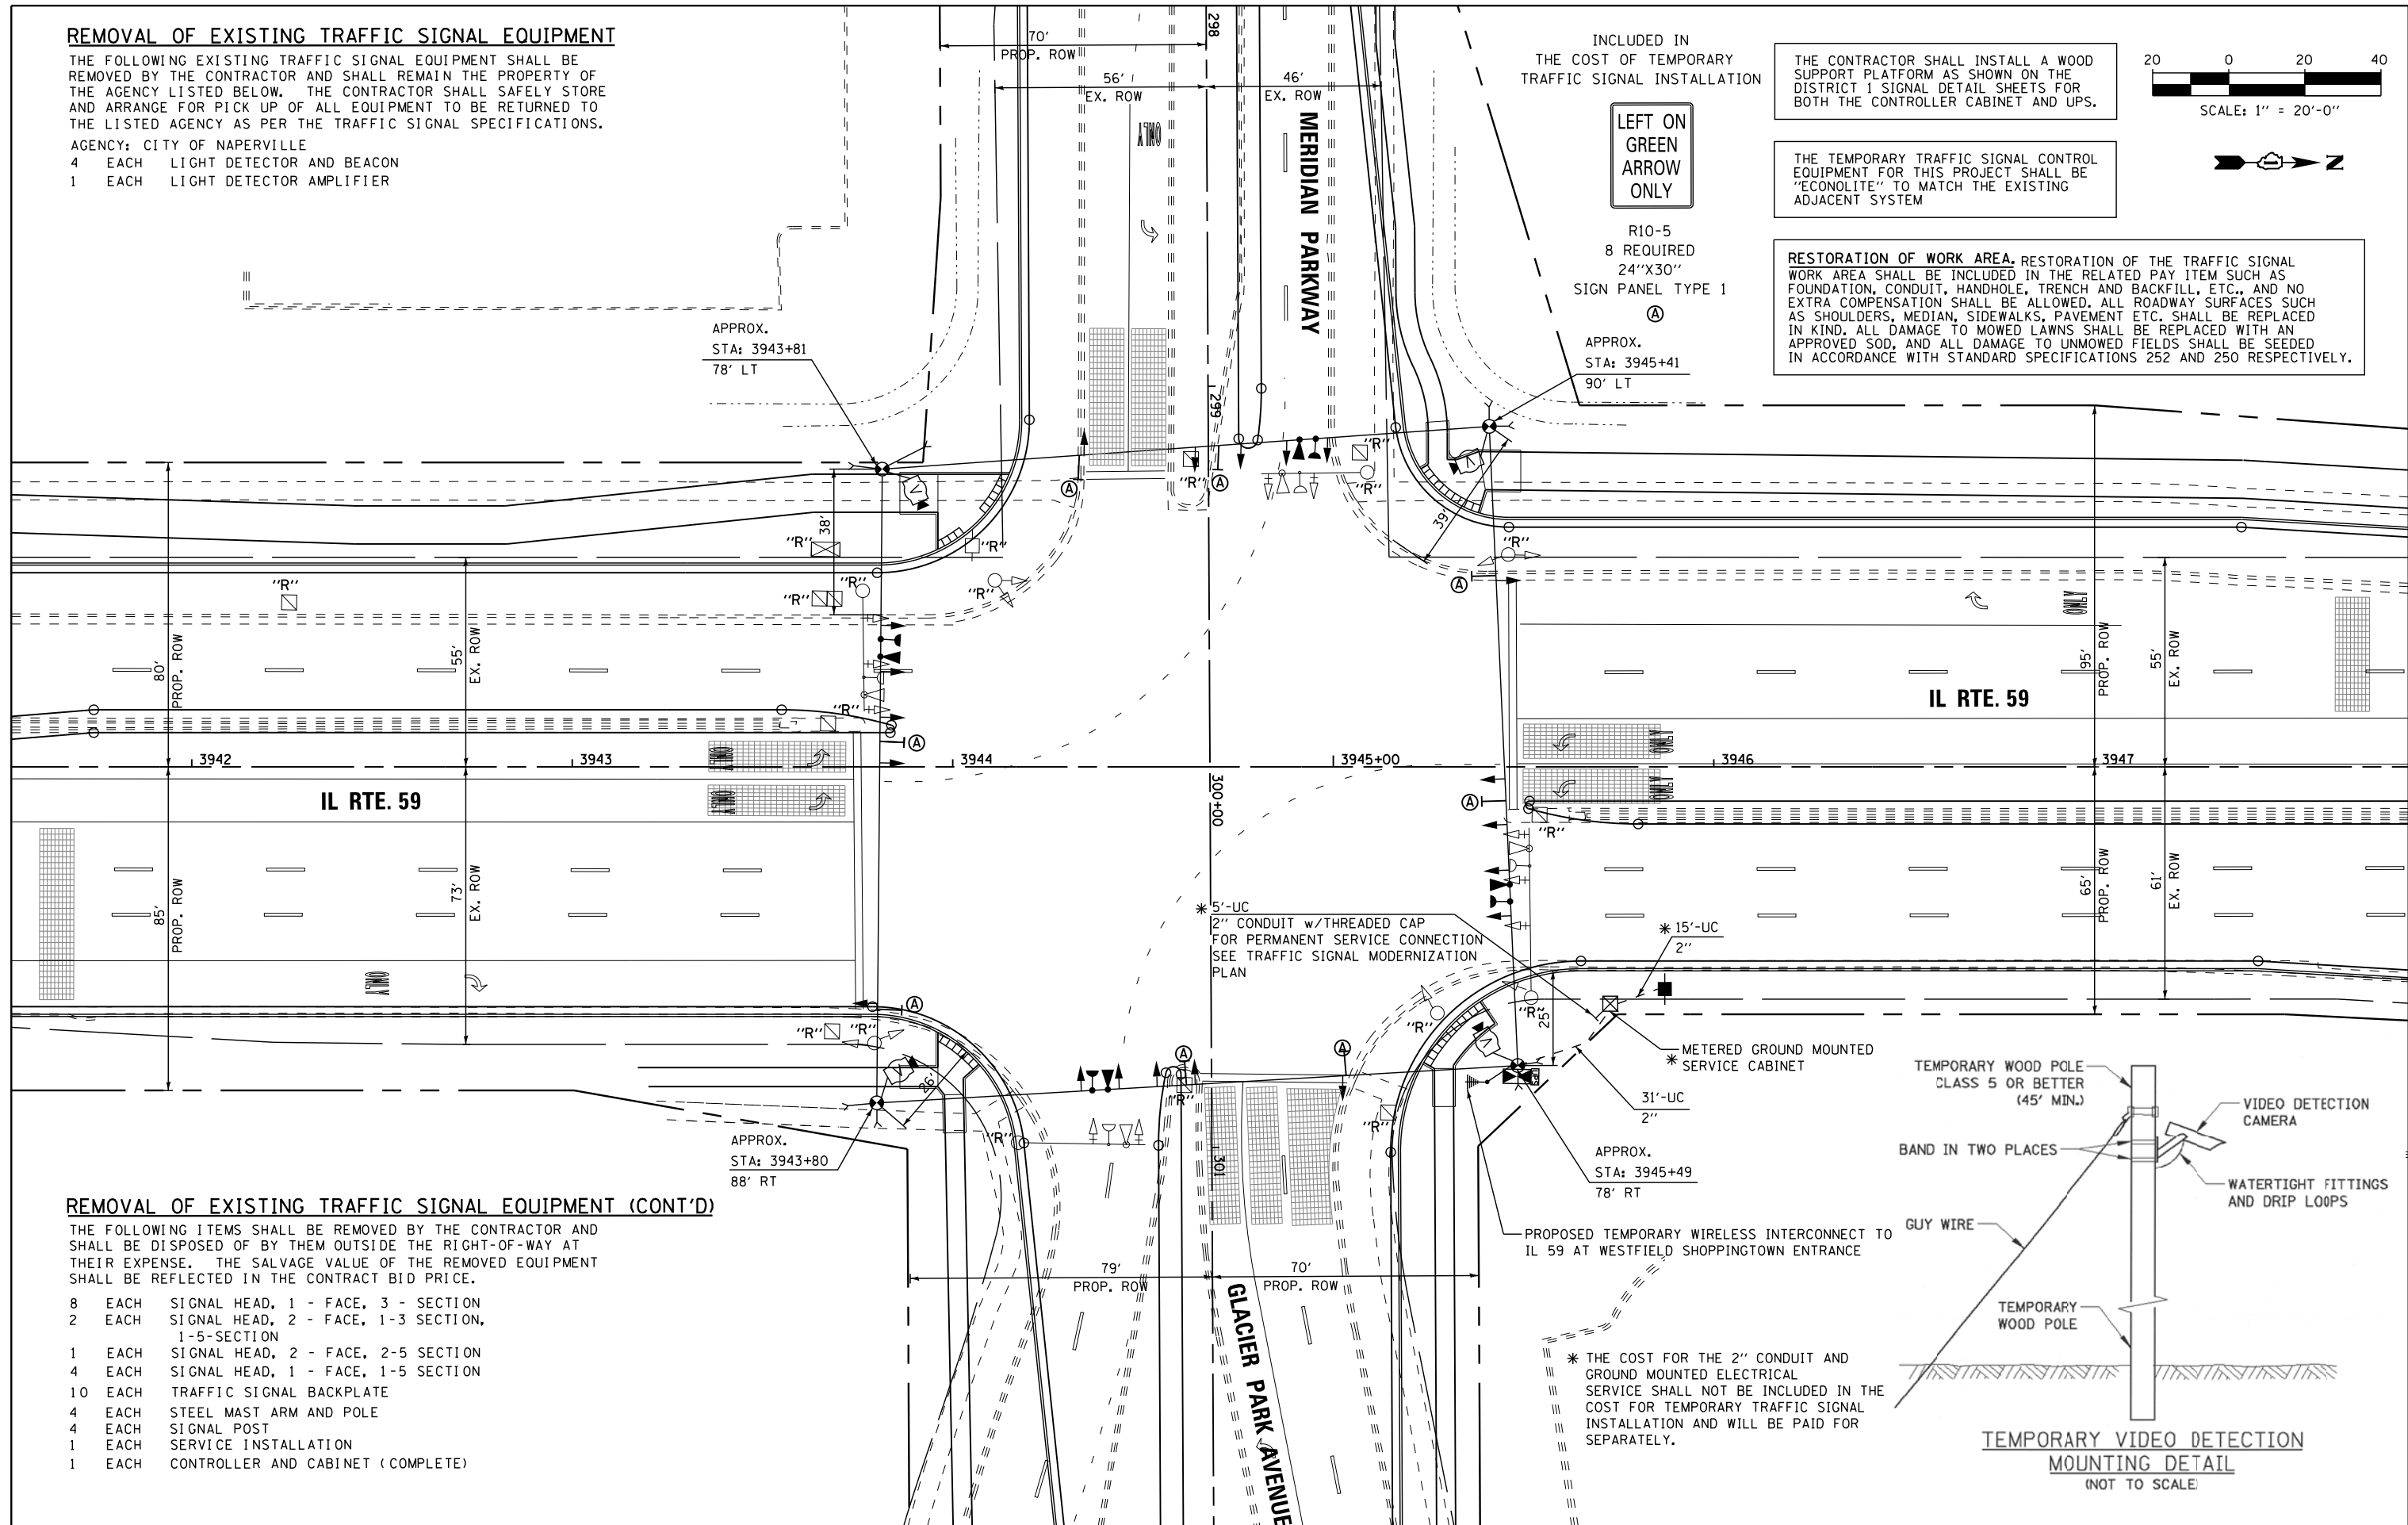 REMOVAL OF EXISTING TRAFFIC SIGNAL EQUIPMENT
THE FOLLOWING EXISTING TRAFFIC SIGNAL EQUIPMENT SHALL BE
REMOVED BY THE CONTRACTOR AND SHALL REMAIN THE PROPERTY OF
THE AGENCY LISTED BELOW. THE CONTRACTOR SHALL SAFELY STORE
AND ARRANGE FOR PICK UP OF ALL EQUIPMENT TO BE RETURNED TO
THE LISTED AGENCY AS PER THE TRAFFIC SIGNAL SPECIFICATIONS.
AGENCY: CITY OF NAPERVILLE
4 EACH LIGHT DETECTOR AND BEACON
1 EACH LIGHT DETECTOR AMPLIFIER
70'
PROP. ROW
298
56'
EX. ROW
46'
EX. ROW
ONLY
MERIDIAN PARKWAY
INCLUDED IN
THE COST OF TEMPORARY
TRAFFIC SIGNAL INSTALLATION
LEFT ON
GREEN
ARROW
ONLY
R10-5
8 REQUIRED
24"X30"
SIGN PANEL TYPE 1
A
THE CONTRACTOR SHALL INSTALL A WOOD
SUPPORT PLATFORM AS SHOWN ON THE
DISTRICT 1 SIGNAL DETAIL SHEETS FOR
BOTH THE CONTROLLER CABINET AND UPS.
20 0 20 40
SCALE: 1" = 20'-0"
THE TEMPORARY TRAFFIC SIGNAL CONTROL
EQUIPMENT FOR THIS PROJECT SHALL BE
"ECONOLITE" TO MATCH THE EXISTING
ADJACENT SYSTEM
N
RESTORATION OF WORK AREA. RESTORATION OF THE TRAFFIC SIGNAL
WORK AREA SHALL BE INCLUDED IN THE RELATED PAY ITEM SUCH AS
FOUNDATION, CONDUIT, HANDHOLE, TRENCH AND BACKFILL, ETC., AND NO
EXTRA COMPENSATION SHALL BE ALLOWED. ALL ROADWAY SURFACES SUCH
AS SHOULDERS, MEDIAN, SIDEWALKS, PAVEMENT ETC. SHALL BE REPLACED
IN KIND. ALL DAMAGE TO MOWED LAWNS SHALL BE REPLACED WITH AN
APPROVED SOD, AND ALL DAMAGE TO UNMOWED FIELDS SHALL BE SEEDED
IN ACCORDANCE WITH STANDARD SPECIFICATIONS 252 AND 250 RESPECTIVELY.
APPROX.
STA: 3943+81
78' LT
APPROX.
STA: 3945+41
90' LT
299
"R"
"R"
"R"
A
A
V
V
38'
39'
"R"
"R"
"R"
"R"
"R"
"R"
"R"
A
ONLY
80'
PROP. ROW
55'
EX. ROW
95'
PROP. ROW
55'
EX. ROW
IL RTE. 59
"R"
A
3942
3943
3944
3945+00
3946
3947
ONLY
ONLY
ONLY
ONLY
IL RTE. 59
300+00
A
"R"
85'
PROP. ROW
73'
EX. ROW
65'
PROP. ROW
61'
EX. ROW
* 5'-UC
2" CONDUIT w/THREADED CAP
FOR PERMANENT SERVICE CONNECTION
SEE TRAFFIC SIGNAL MODERNIZATION
PLAN
* 15'-UC
2"
ONLY
A
"R"
"R"
"R"
"R"
25'
V
V
26'
A
A
METERED GROUND MOUNTED
* SERVICE CABINET
31'-UC
2"
"R"
"R"
"R"
APPROX.
STA: 3943+80
88' RT
301
APPROX.
STA: 3945+49
78' RT
PROPOSED TEMPORARY WIRELESS INTERCONNECT TO
IL 59 AT WESTFIELD SHOPPINGTOWN ENTRANCE
79'
PROP. ROW
70'
PROP. ROW
GLACIER PARK AVENUE
REMOVAL OF EXISTING TRAFFIC SIGNAL EQUIPMENT (CONT'D)
THE FOLLOWING ITEMS SHALL BE REMOVED BY THE CONTRACTOR AND
SHALL BE DISPOSED OF BY THEM OUTSIDE THE RIGHT-OF-WAY AT
THEIR EXPENSE. THE SALVAGE VALUE OF THE REMOVED EQUIPMENT
SHALL BE REFLECTED IN THE CONTRACT BID PRICE.
8 EACH SIGNAL HEAD, 1 - FACE, 3 - SECTION
2 EACH SIGNAL HEAD, 2 - FACE, 1-3 SECTION,
1-5-SECTION
1 EACH SIGNAL HEAD, 2 - FACE, 2-5 SECTION
4 EACH SIGNAL HEAD, 1 - FACE, 1-5 SECTION
10 EACH TRAFFIC SIGNAL BACKPLATE
4 EACH STEEL MAST ARM AND POLE
4 EACH SIGNAL POST
1 EACH SERVICE INSTALLATION
1 EACH CONTROLLER AND CABINET (COMPLETE)
* THE COST FOR THE 2" CONDUIT AND
GROUND MOUNTED ELECTRICAL
SERVICE SHALL NOT BE INCLUDED IN THE
COST FOR TEMPORARY TRAFFIC SIGNAL
INSTALLATION AND WILL BE PAID FOR
SEPARATELY.
TEMPORARY WOOD POLE
CLASS 5 OR BETTER
(45' MIN.)
VIDEO DETECTION
CAMERA
BAND IN TWO PLACES
WATERTIGHT FITTINGS
AND DRIP LOOPS
GUY WIRE
TEMPORARY
WOOD POLE
TEMPORARY VIDEO DETECTION
MOUNTING DETAIL
(NOT TO SCALE)